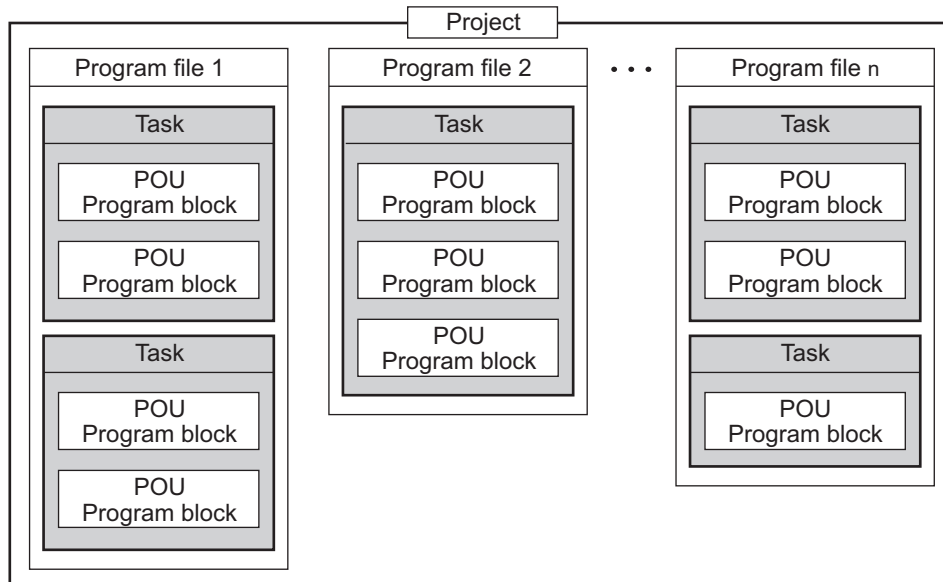 Project
Program file 1
Task
POU
Program block
POU
Program block
Task
POU
Program block
POU
Program block
Program file 2
Task
POU
Program block
POU
Program block
POU
Program block
• • •
Program file n
Task
POU
Program block
POU
Program block
Task
POU
Program block